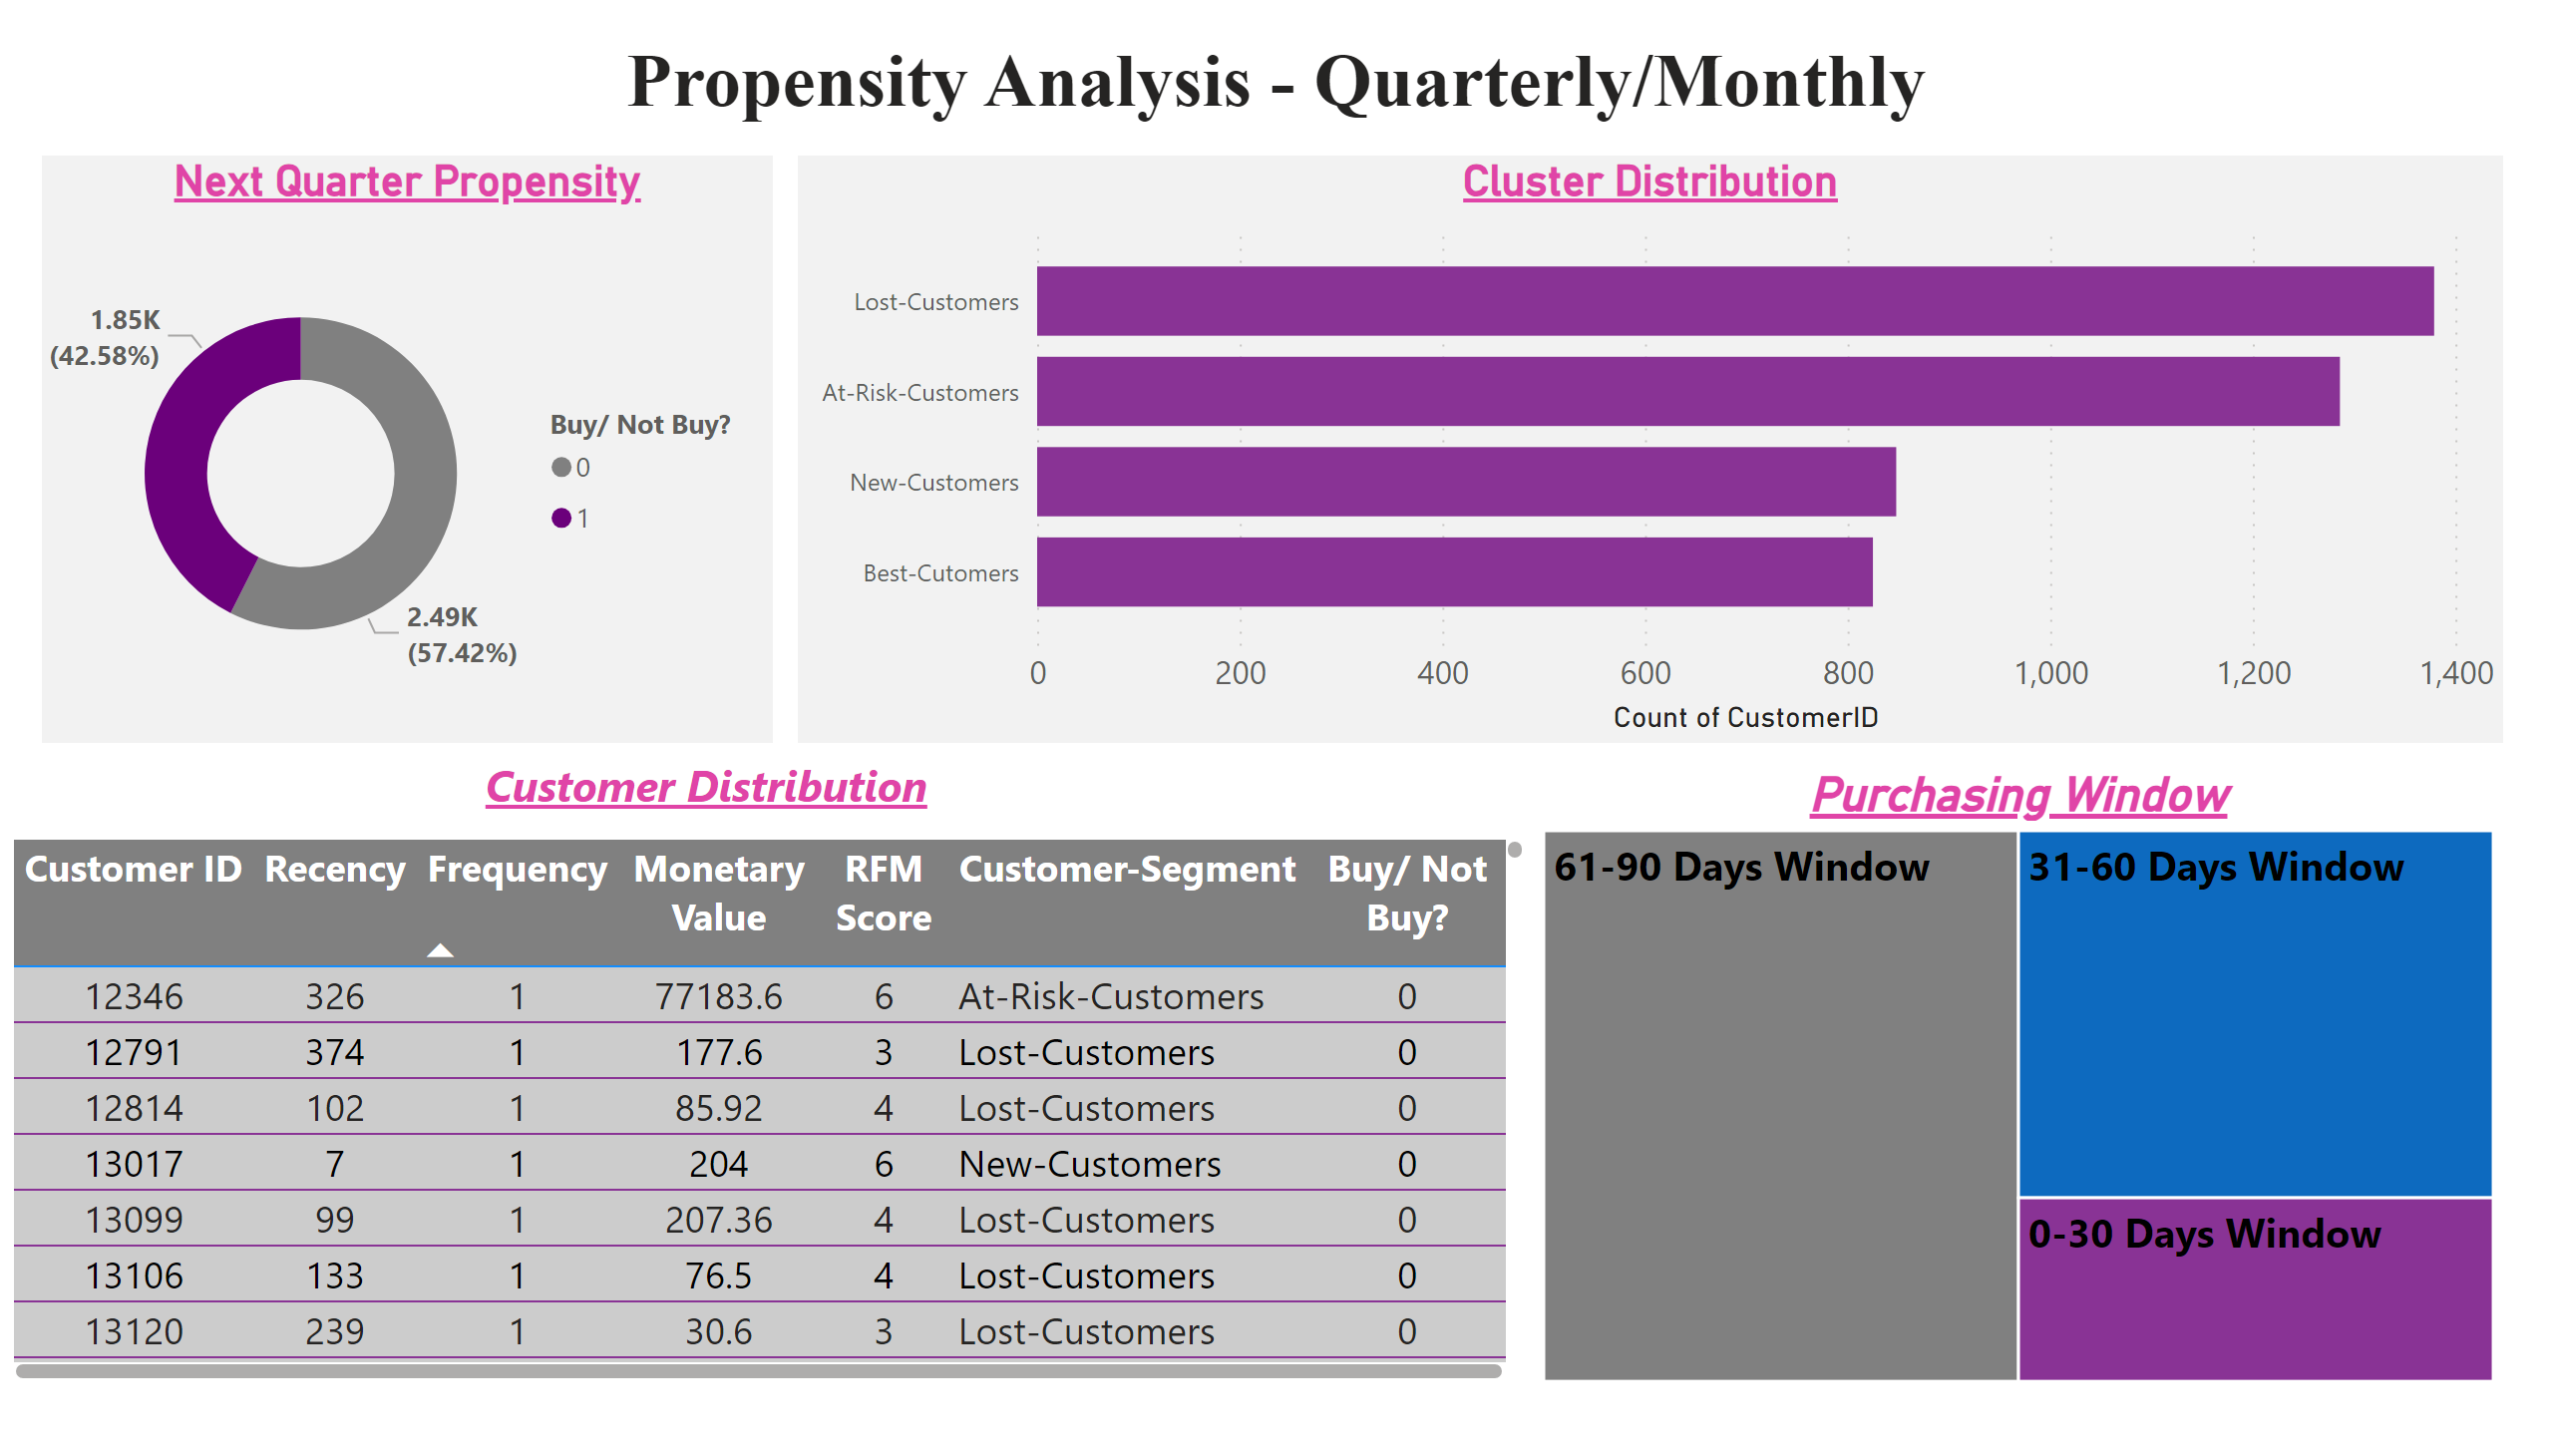 Propensity Analysis - Quarterly/Monthly
Next Quarter Propensity
1.85K
(42.58%)
Buy/ Not Buy?
0
1
2.49K
(57.42%)
Cluster Distribution
Lost-Customers
At-Risk-Customers
New-Customers
Best-Cutomers
0 200 400 600 800 1,000 1,200 1,400
Count of CustomerID
Customer Distribution
Customer ID Recency Frequency Monetary Value RFM Score Customer-Segment Buy/ Not Buy?
12346 326 1 77183.6 6 At-Risk-Customers 0
12791 374 1 177.6 3 Lost-Customers 0
12814 102 1 85.92 4 Lost-Customers 0
13017 7 1 204 6 New-Customers 0
13099 99 1 207.36 4 Lost-Customers 0
13106 133 1 76.5 4 Lost-Customers 0
13120 239 1 30.6 3 Lost-Customers 0
Purchasing Window
61-90 Days Window
31-60 Days Window
0-30 Days Window